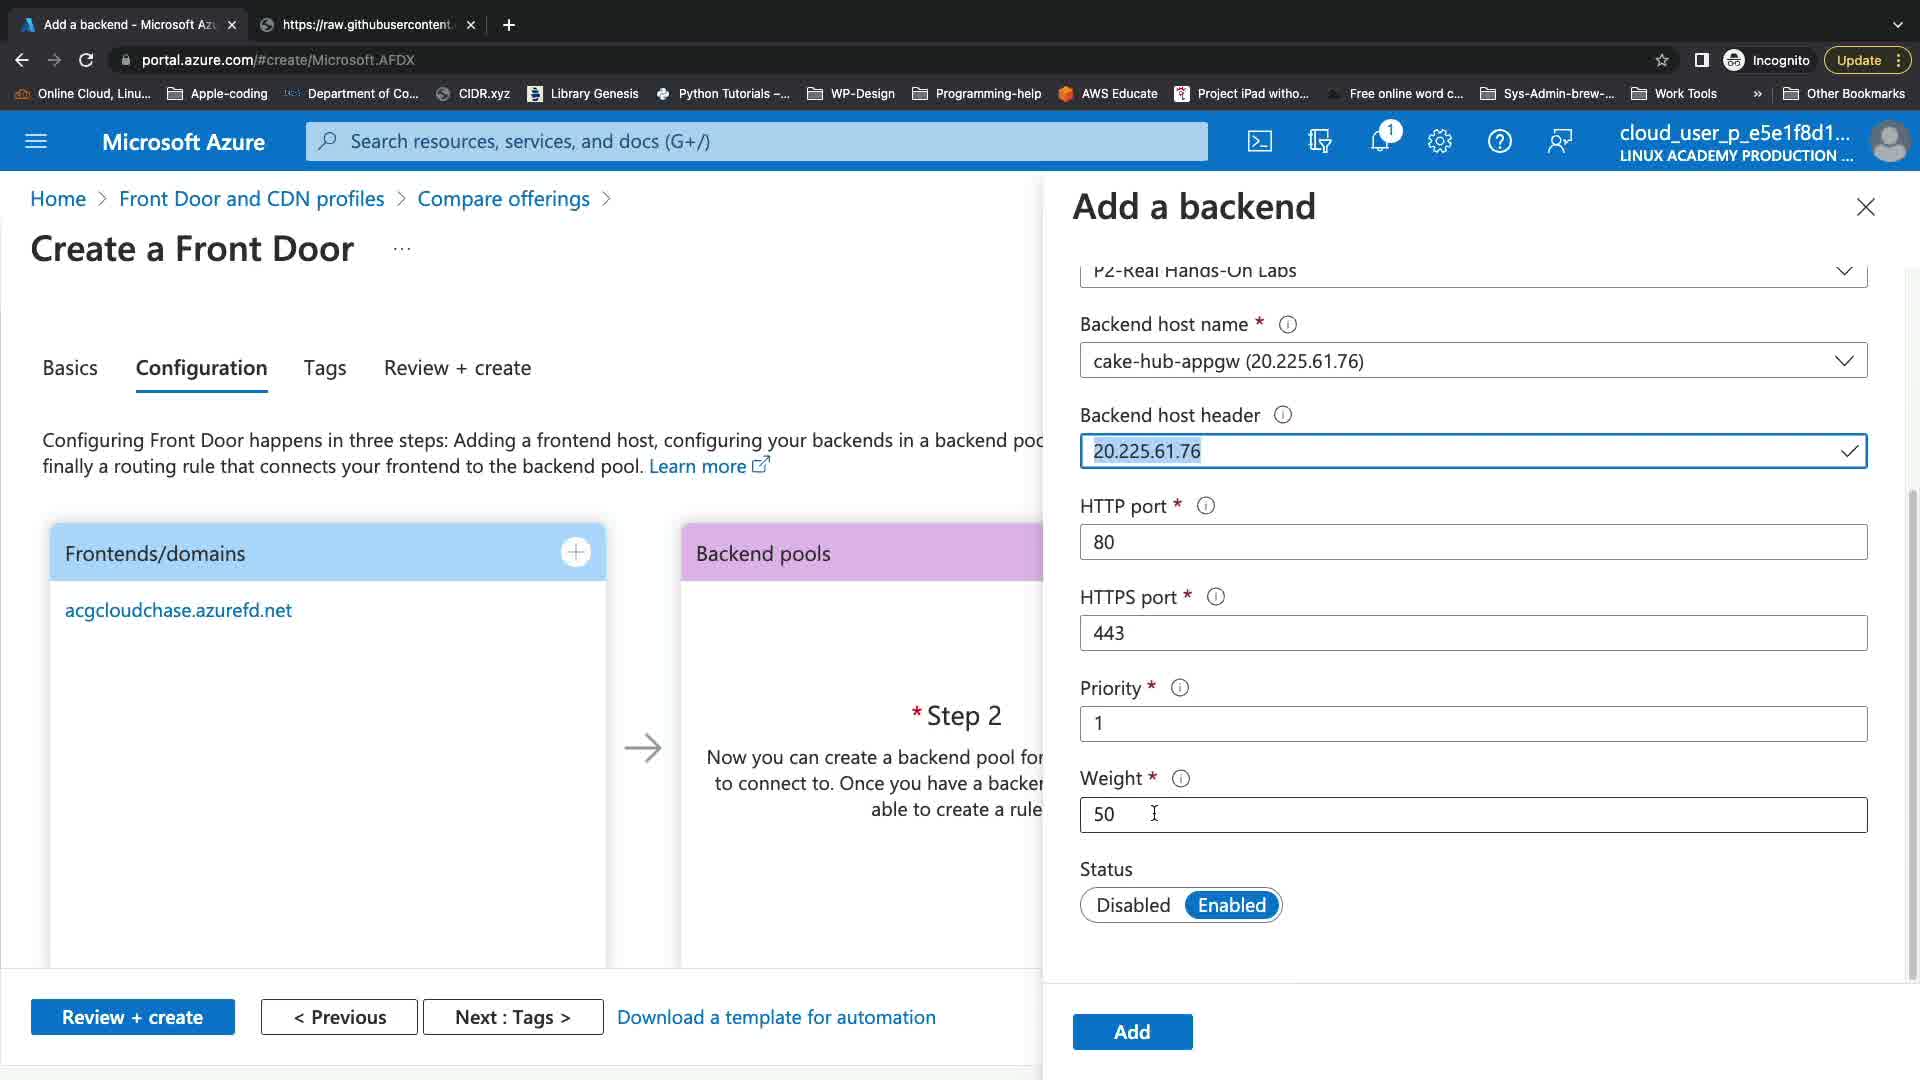 Add a backend - Microsoft Azu
https://raw.githubusercontent.
portal.azure.com/#create/Microsoft.AFDX
Incognito
Update
Online Cloud, Linu...
Apple-coding
Department of Co...
CIDR.xyz
Library Genesis
Python Tutorials –...
WP-Design
Programming-help
AWS Educate
Project iPad witho...
Free online word c...
Sys-Admin-brew-...
Work Tools
»
Other Bookmarks
Microsoft Azure
Search resources, services, and docs (G+/)
1
cloud_user_p_e5e1f8d1...
LINUX ACADEMY PRODUCTION ...
Home > Front Door and CDN profiles > Compare offerings >
Create a Front Door ...
Basics
Configuration
Tags
Review + create
Configuring Front Door happens in three steps: Adding a frontend host, configuring your backends in a backend poo
finally a routing rule that connects your frontend to the backend pool. Learn more
Frontends/domains
acgcloudchase.azurefd.net
Backend pools
* Step 2
Now you can create a backend pool for
to connect to. Once you have a backen
able to create a rule
Review + create
< Previous
Next : Tags >
Download a template for automation
Add a backend
P2-Real Hands-On Labs
Backend host name *
cake-hub-appgw (20.225.61.76)
Backend host header
20.225.61.76
HTTP port *
80
HTTPS port *
443
Priority *
1
Weight *
50
Status
Disabled
Enabled
Add